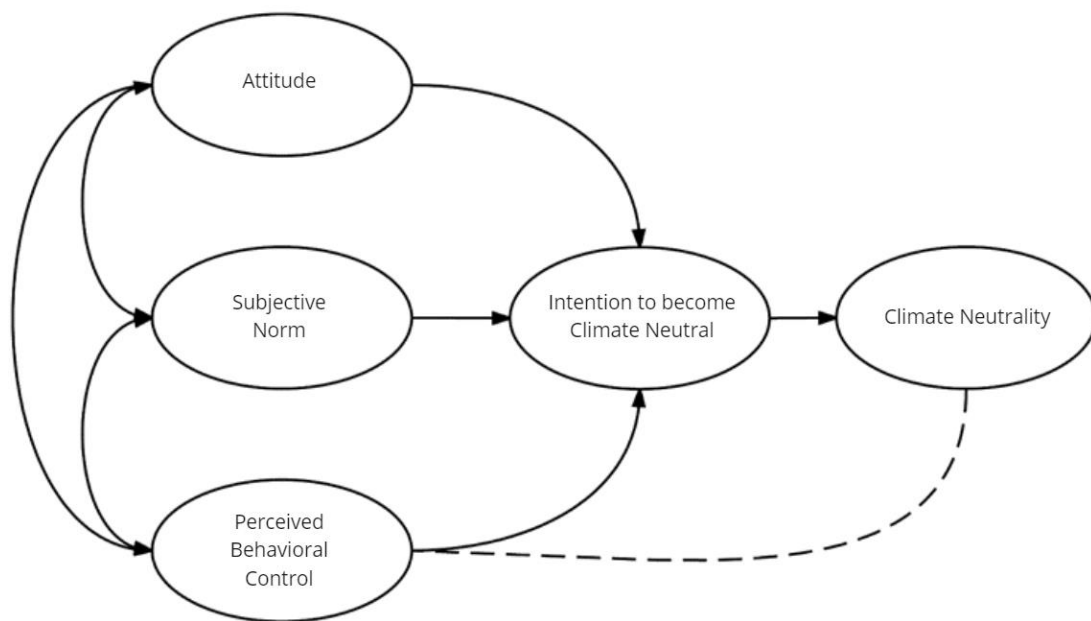 Attitude
Subjective
Norm
Intention to become
Climate Neutral
Climate Neutrality
Perceived
Behavioral
Control